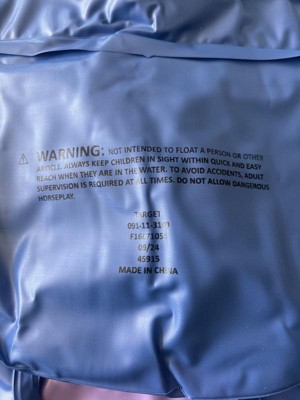 ⚠ WARNING: NOT INTENDED TO FLOAT A PERSON OR OTHER
ARTICLE. ALWAYS KEEP CHILDREN IN SIGHT WITHIN QUICK AND EASY
REACH WHEN THEY ARE IN THE WATER. TO AVOID ACCIDENTS, ADULT
SUPERVISION IS REQUIRED AT ALL TIMES. DO NOT ALLOW DANGEROUS
HORSEPLAY.
TARGET
09/24
45915
MADE IN CHINA